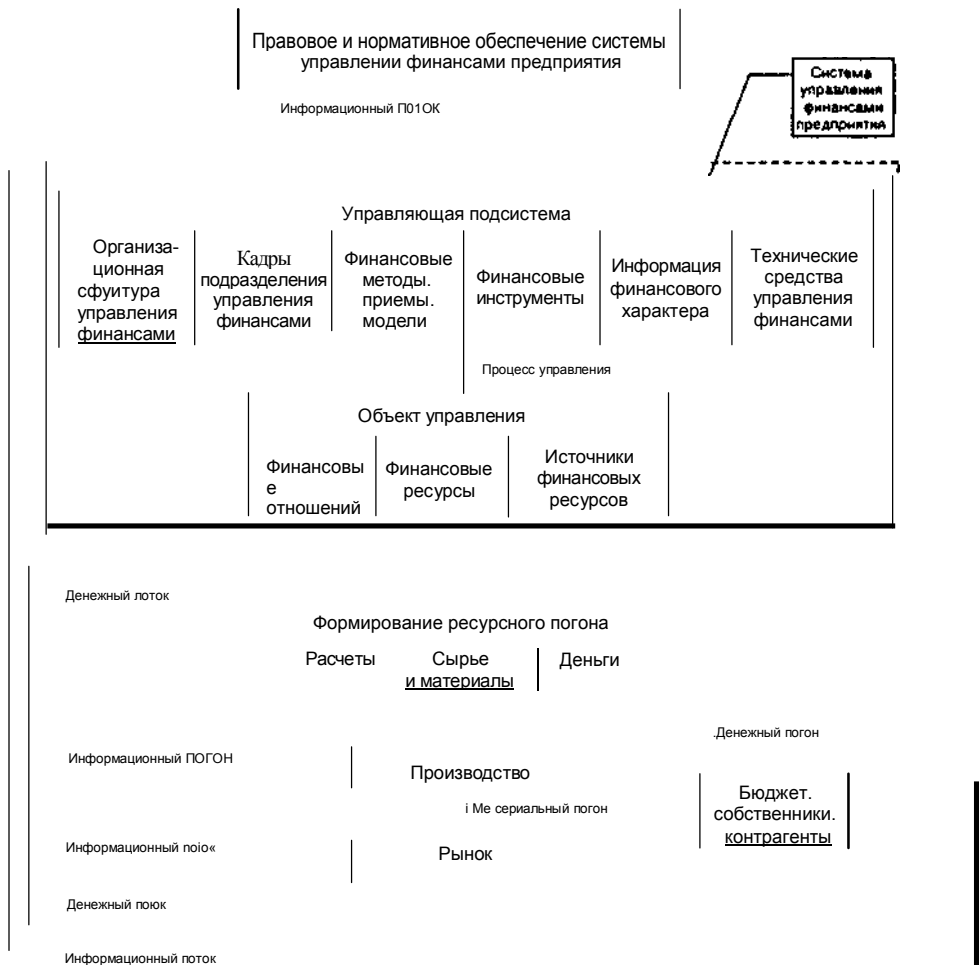 Правовое и нормативное обеспечение системы
управлении финансами предприятия
Информационный П01ОК
Система
управления
финансами
предприятия
Управляющая подсистема
Организа-
ционная
сфуитура
управления
финансами
Кадры
подразделения
управления
финансами
Финансовые
методы.
приемы.
модели
Финансовые
инструменты
Информация
финансового
характера
Технические
средства
управления
финансами
Процесс управления
Объект управления
Финансовы
е
отношений
Финансовые
ресурсы
Источники
финансовых
ресурсов
Денежный лоток
Формирование ресурсного погона
Расчеты
Сырье
и материалы
Деньги
.Денежный погон
Информационный ПОГОН
Производство
i Ме сериальный погон
Бюджет.
собственники.
контрагенты
Информационный noio«
Рынок
Денежный поюк
Информационный поток